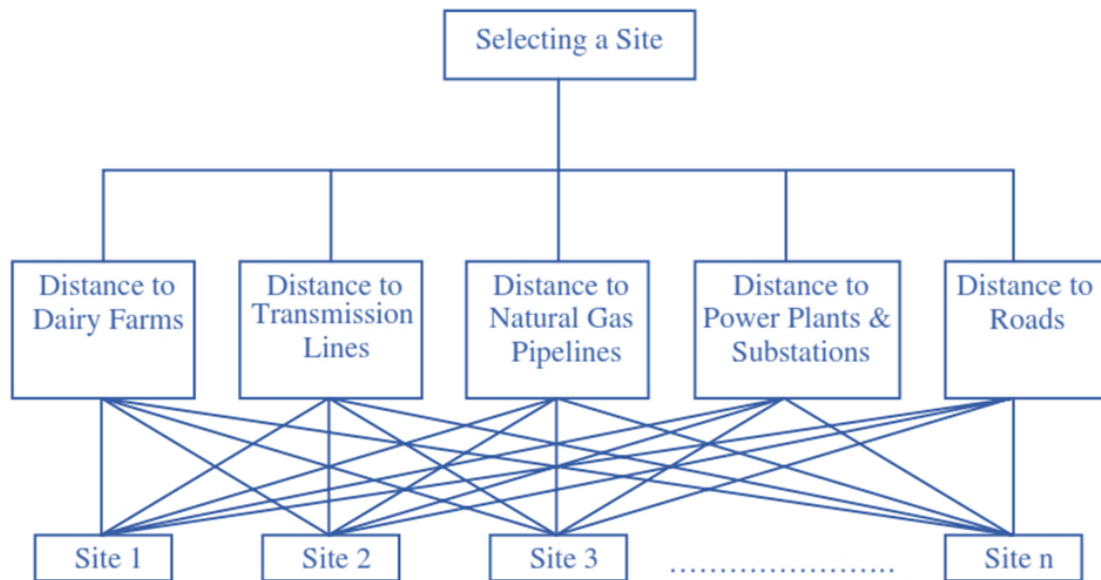 Selecting a Site
Distance to
Dairy Farms
Distance to
Transmission
Lines
Distance to
Natural Gas
Pipelines
Distance to
Power Plants &
Substations
Distance to
Roads
Site 1
Site 2
Site 3
........................
Site n